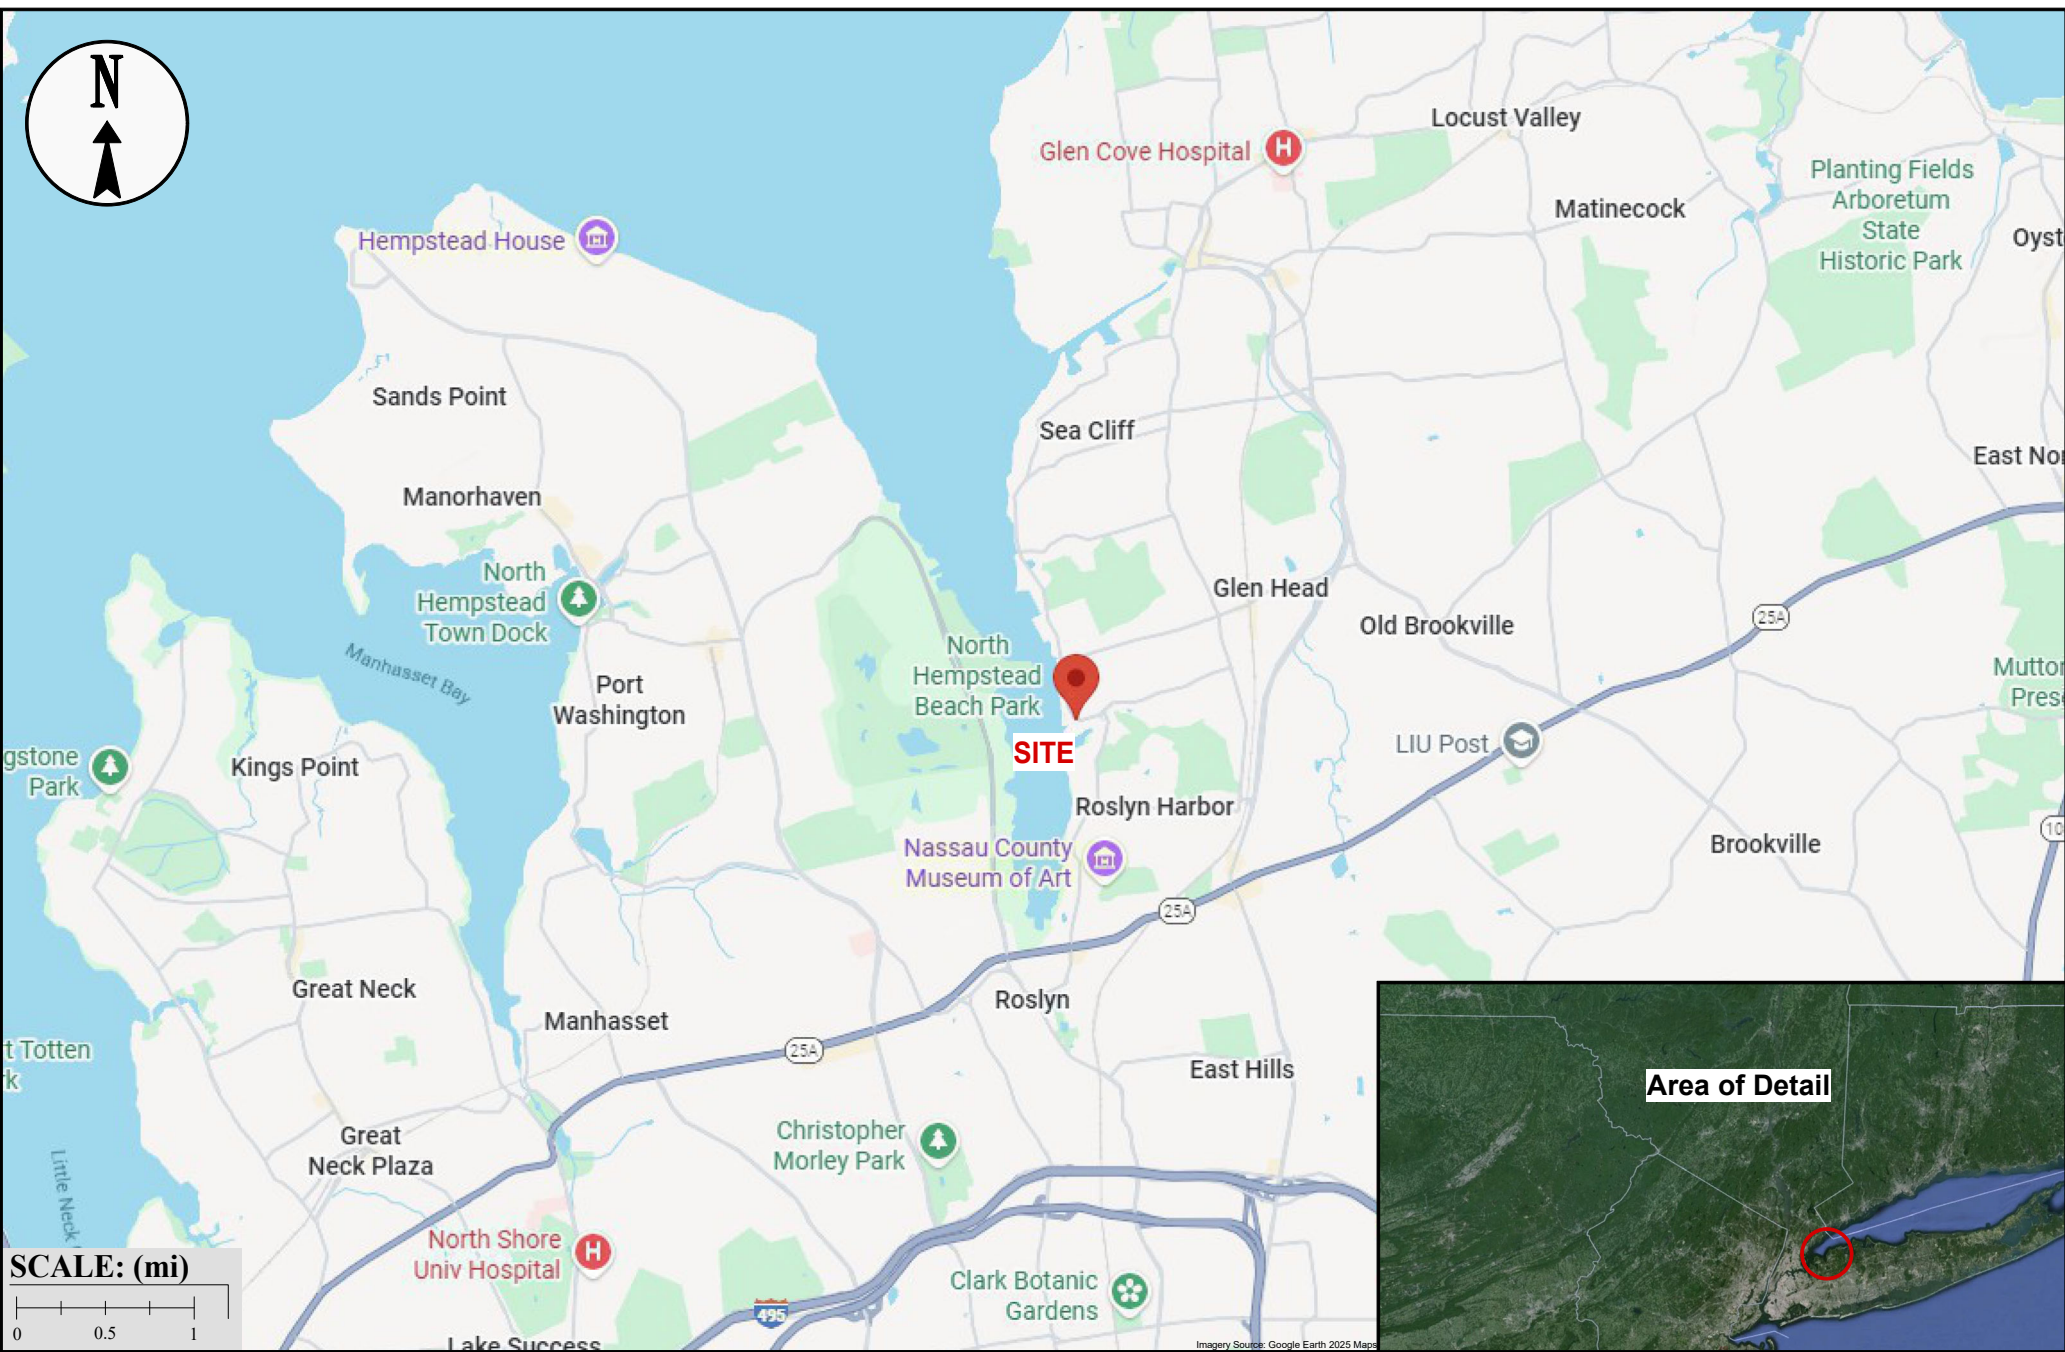 N
Locust Valley
Glen Cove Hospital
H
Planting Fields
Arboretum
State
Historic Park
Matinecock
Oyst
Hempstead House
Sands Point
Sea Cliff
East Nor
Manorhaven
North
Hempstead
Town Dock
Glen Head
Old Brookville
25A
North
Hempstead
Beach Park
Manhasset Bay
Port
Washington
Mutton
Prese
SITE
LIU Post
gstone
Park
Kings Point
Roslyn Harbor
Brookville
10
Nassau County
Museum of Art
25A
Great Neck
Roslyn
Manhasset
25A
t Totten
rk
East Hills
Area of Detail
Great
Neck Plaza
Christopher
Morley Park
Little Neck
North Shore
Univ Hospital
H
SCALE: (mi)
0 0.5 1
Clark Botanic
Gardens
495
Lake Success
Imagery Source: Google Earth 2025 Maps